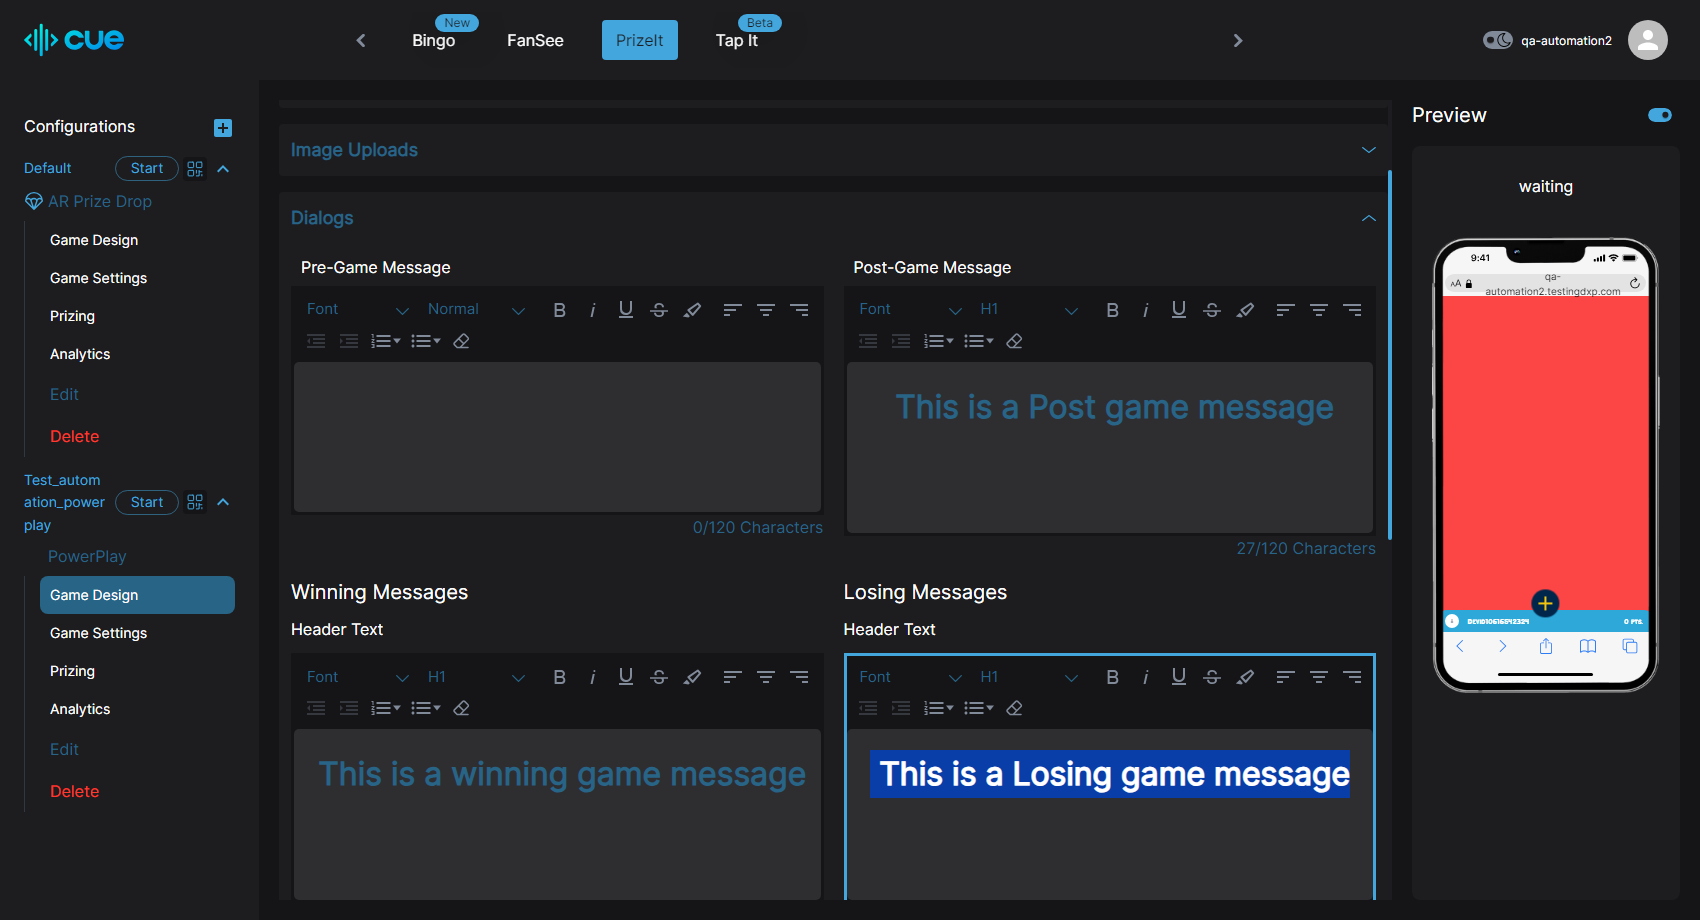 cue
New
Bingo
FanSee
PrizeIt
Beta
Tap It
qa-automation2
Configurations
Default
Start
AR Prize Drop
Game Design
Game Settings
Prizing
Analytics
Edit
Delete
Test_autom
ation_power
play
Start
PowerPlay
Game Design
Game Settings
Prizing
Analytics
Edit
Delete
Image Uploads
Dialogs
Pre-Game Message
Font
Normal
B i U S
0/120 Characters
Post-Game Message
Font
H1
B i U S
This is a Post game message
27/120 Characters
Winning Messages
Header Text
Font
H1
B i U S
This is a winning game message
Losing Messages
Header Text
Font
H1
B i U S
This is a Losing game message
Preview
waiting
9:41
AA
qa-
automation2.testingdxp.com
0 PTS.